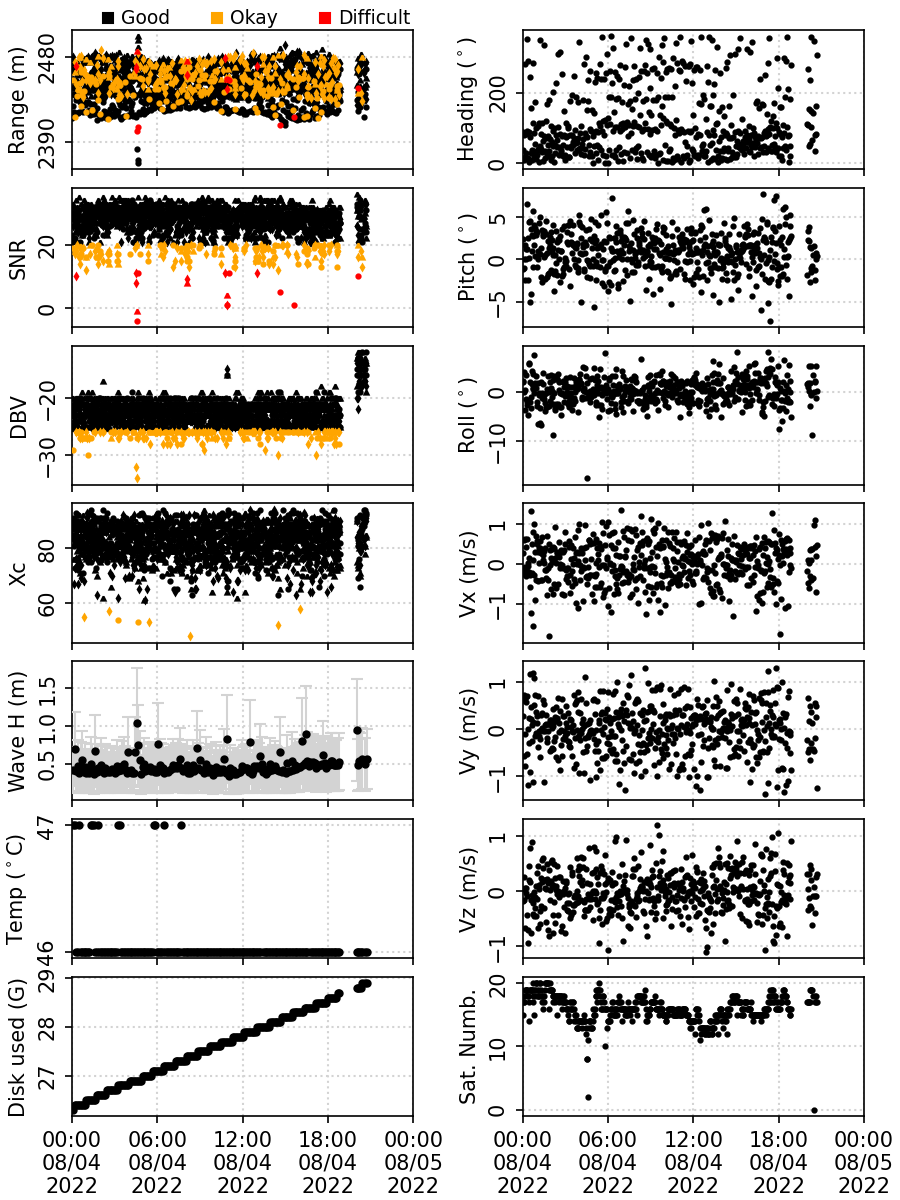 Good Okay Difficult
Range (m)
2480
2390
Heading (°)
200
0
SNR
20
0
Pitch (°)
5
0
−5
DBV
−20
−30
Roll (°)
0
−10
Xc
80
60
Vx (m/s)
1
0
−1
Wave H (m)
1.5
1.0
0.5
Vy (m/s)
1
0
−1
Temp (°C)
47
46
Vz (m/s)
1
0
−1
Disk used (G)
29
28
27
Sat. Numb.
20
10
0
00:00 06:00 12:00 18:00 00:00 00:00 06:00 12:00 18:00 00:00
08/04 08/04 08/04 08/04 08/05 08/04 08/04 08/04 08/04 08/05
2022 2022 2022 2022 2022 2022 2022 2022 2022 2022